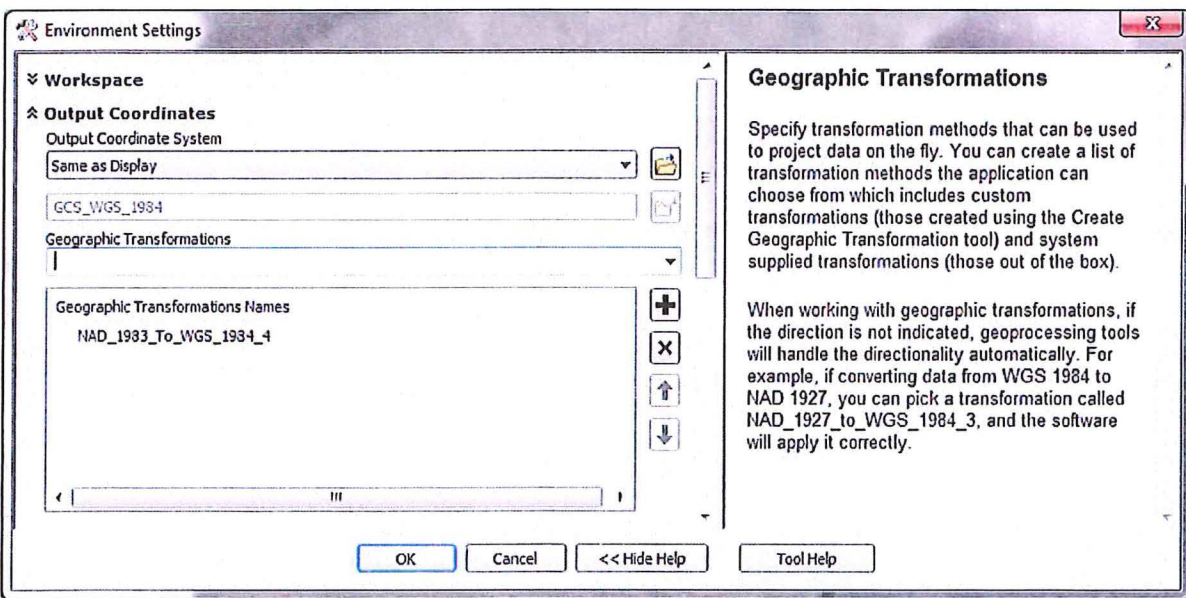 Environment Settings
Workspace
Output Coordinates
Output Coordinate System
Same as Display
GCS_WGS_1984
Geographic Transformations
Geographic Transformations Names
NAD_1983_To_WGS_1984_4
OK
Cancel
<< Hide Help
Tool Help
Geographic Transformations
Specify transformation methods that can be used
to project data on the fly. You can create a list of
transformation methods the application can
choose from which includes custom
transformations (those created using the Create
Geographic Transformation tool) and system
supplied transformations (those out of the box).
When working with geographic transformations, if
the direction is not indicated, geoprocessing tools
will handle the directionality automatically. For
example, if converting data from WGS 1984 to
NAD 1927, you can pick a transformation called
NAD_1927_to_WGS_1984_3, and the software
will apply it correctly.